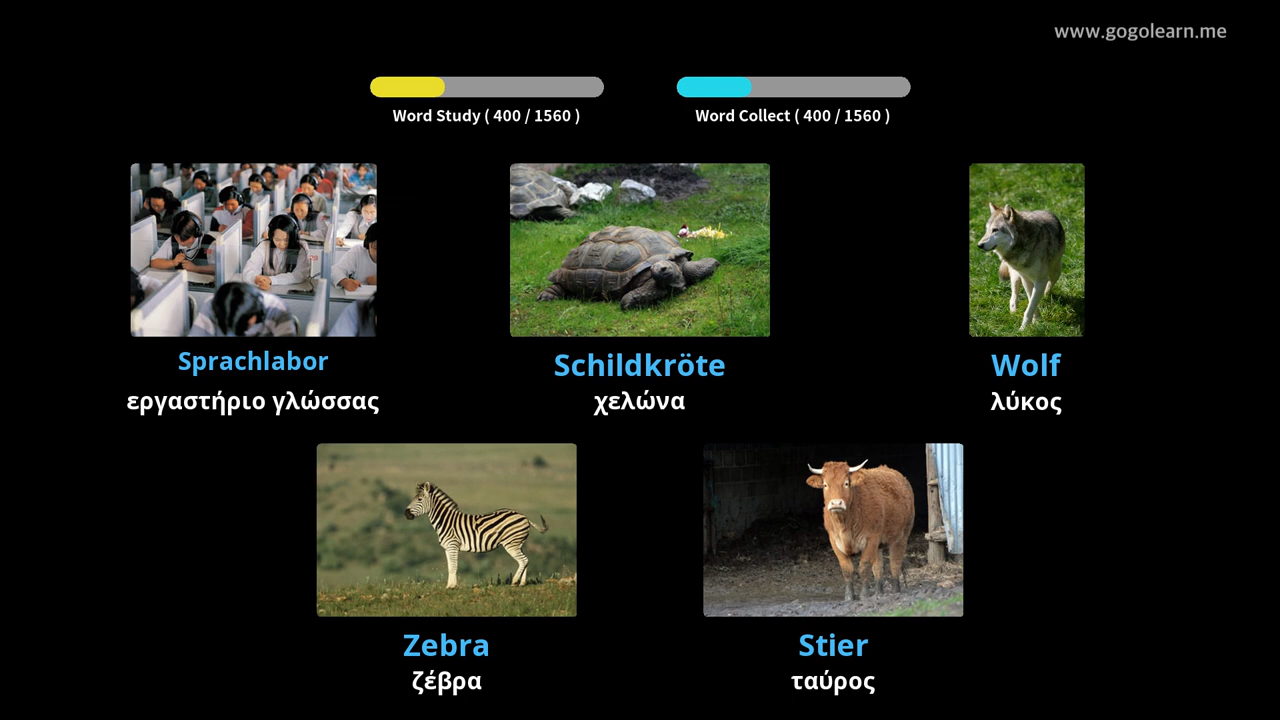 www.gogolearn.me
Word Study ( 400 / 1560 )
Word Collect ( 400 / 1560 )
Sprachlabor
εργαστήριο γλώσσας
Schildkröte
χελώνα
Wolf
λύκος
Zebra
ζέβρα
Stier
ταύρος